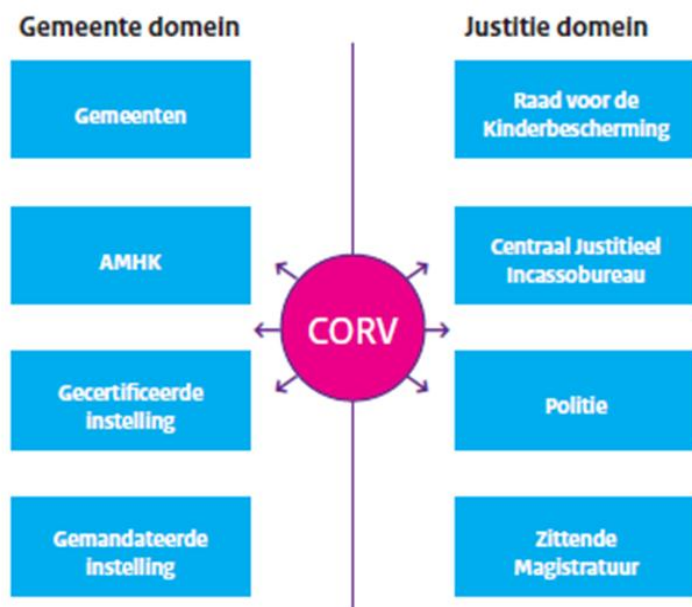 Gemeente domein
Justitie domein
Gemeenten
Raad voor de
Kinderbescherming
AMHK
Centraal Justitieel
Incassobureau
CORV
Gecertificeerde
instelling
Politie
Gemandateerde
instelling
Zittende
Magistratuur